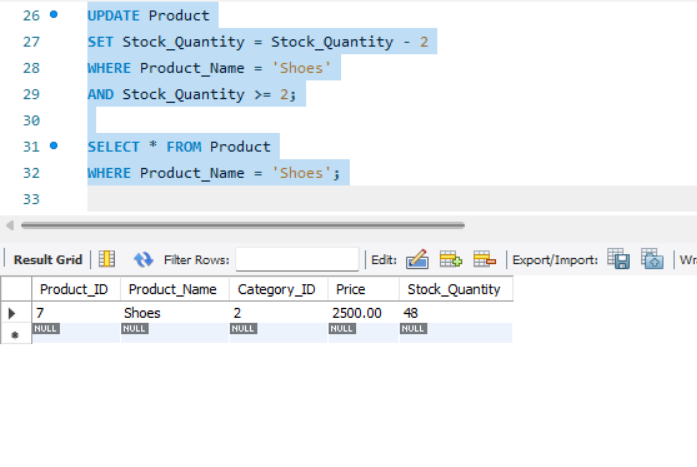 26 UPDATE Product
27 SET Stock_Quantity = Stock_Quantity - 2
28 WHERE Product_Name = 'Shoes'
29 AND Stock_Quantity >= 2;
30
31 SELECT * FROM Product
32 WHERE Product_Name = 'Shoes';
33
Result Grid Filter Rows: Edit: Export/Import: Wr
Product_ID Product_Name Category_ID Price Stock_Quantity
7 Shoes 2 2500.00 48
NULL NULL NULL NULL NULL